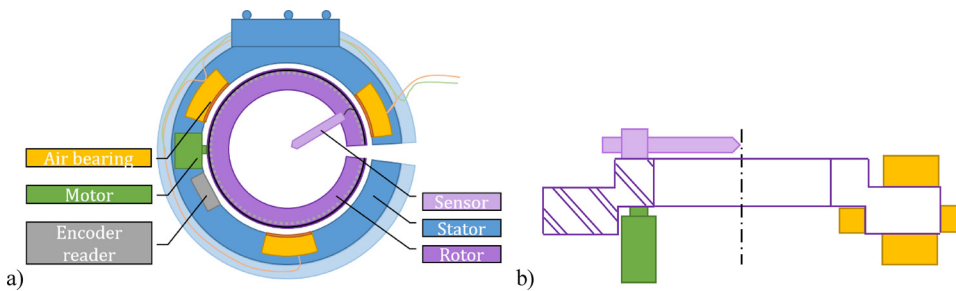 Air bearing
Motor
Encoder
reader
Sensor
Stator
Rotor
a)
b)